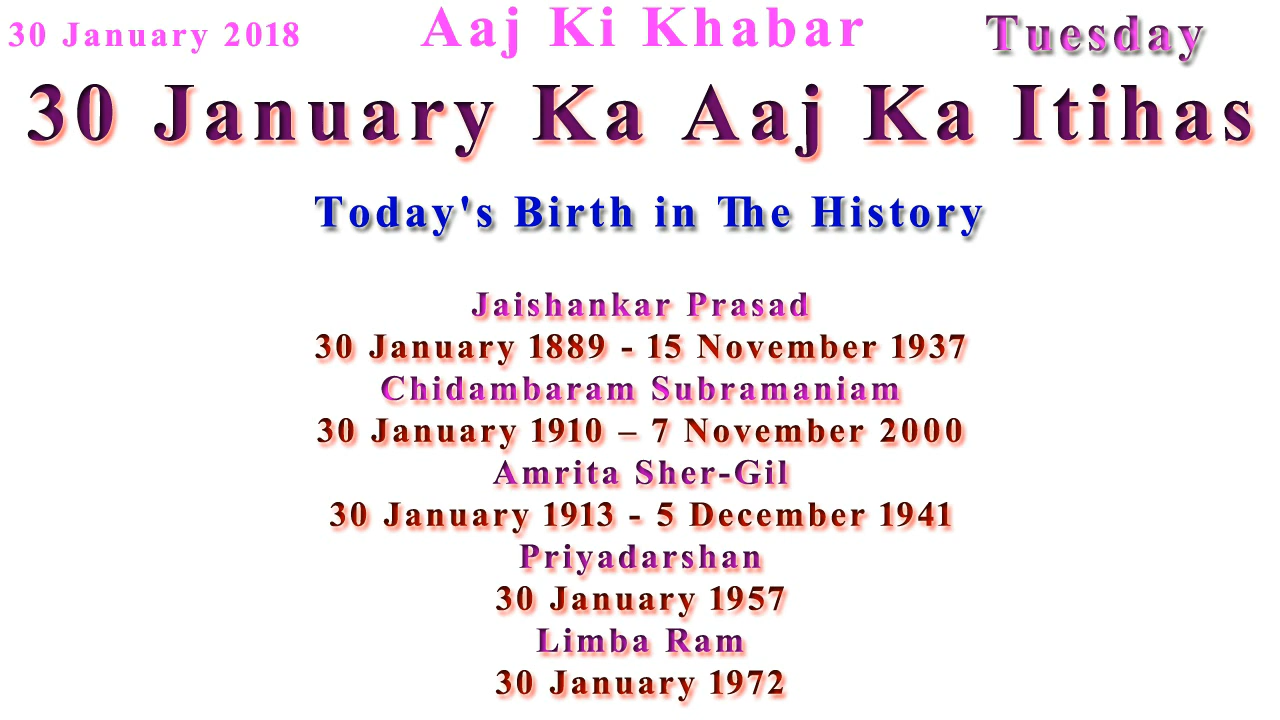 30 January 2018 Aaj Ki Khabar Tuesday
30 January Ka Aaj Ka Itihas
Today's Birth in The History
Jaishankar Prasad
30 January 1889 - 15 November 1937
Chidambaram Subramaniam
30 January 1910 – 7 November 2000
Amrita Sher-Gil
30 January 1913 - 5 December 1941
Priyadarshan
30 January 1957
Limba Ram
30 January 1972